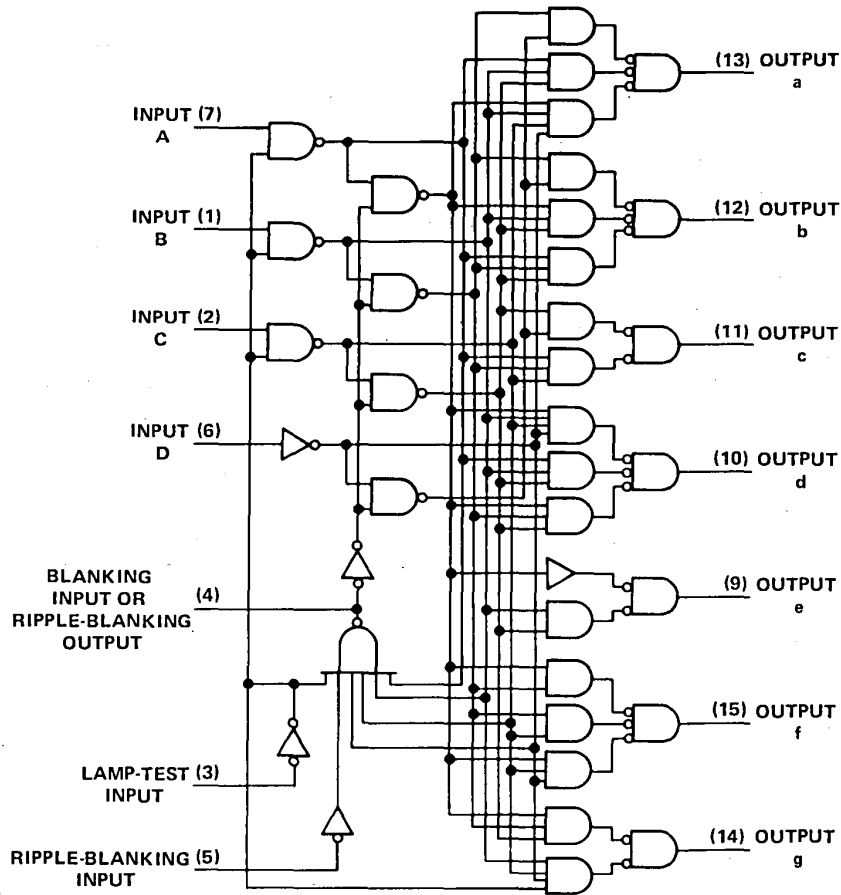 INPUT (7)
A
INPUT (1)
B
INPUT (2)
C
INPUT (6)
D
BLANKING
INPUT OR (4)
RIPPLE-BLANKING
OUTPUT
LAMP-TEST (3)
INPUT
RIPPLE-BLANKING (5)
INPUT
(13) OUTPUT
a
(12) OUTPUT
b
(11) OUTPUT
c
(10) OUTPUT
d
(9) OUTPUT
e
(15) OUTPUT
f
(14) OUTPUT
g